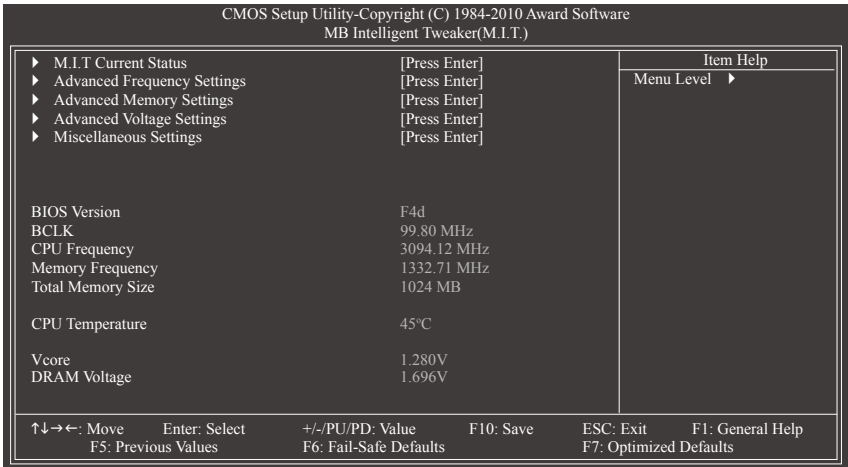 CMOS Setup Utility-Copyright (C) 1984-2010 Award Software
MB Intelligent Tweaker(M.I.T.)
M.I.T Current Status [Press Enter]
Advanced Frequency Settings [Press Enter]
Advanced Memory Settings [Press Enter]
Advanced Voltage Settings [Press Enter]
Miscellaneous Settings [Press Enter]
Item Help
Menu Level
BIOS Version F4d
BCLK 99.80 MHz
CPU Frequency 3094.12 MHz
Memory Frequency 1332.71 MHz
Total Memory Size 1024 MB
CPU Temperature 45°C
Vcore 1.280V
DRAM Voltage 1.696V
↑↓→←: Move Enter: Select +/-/PU/PD: Value F10: Save ESC: Exit F1: General Help
F5: Previous Values F6: Fail-Safe Defaults F7: Optimized Defaults